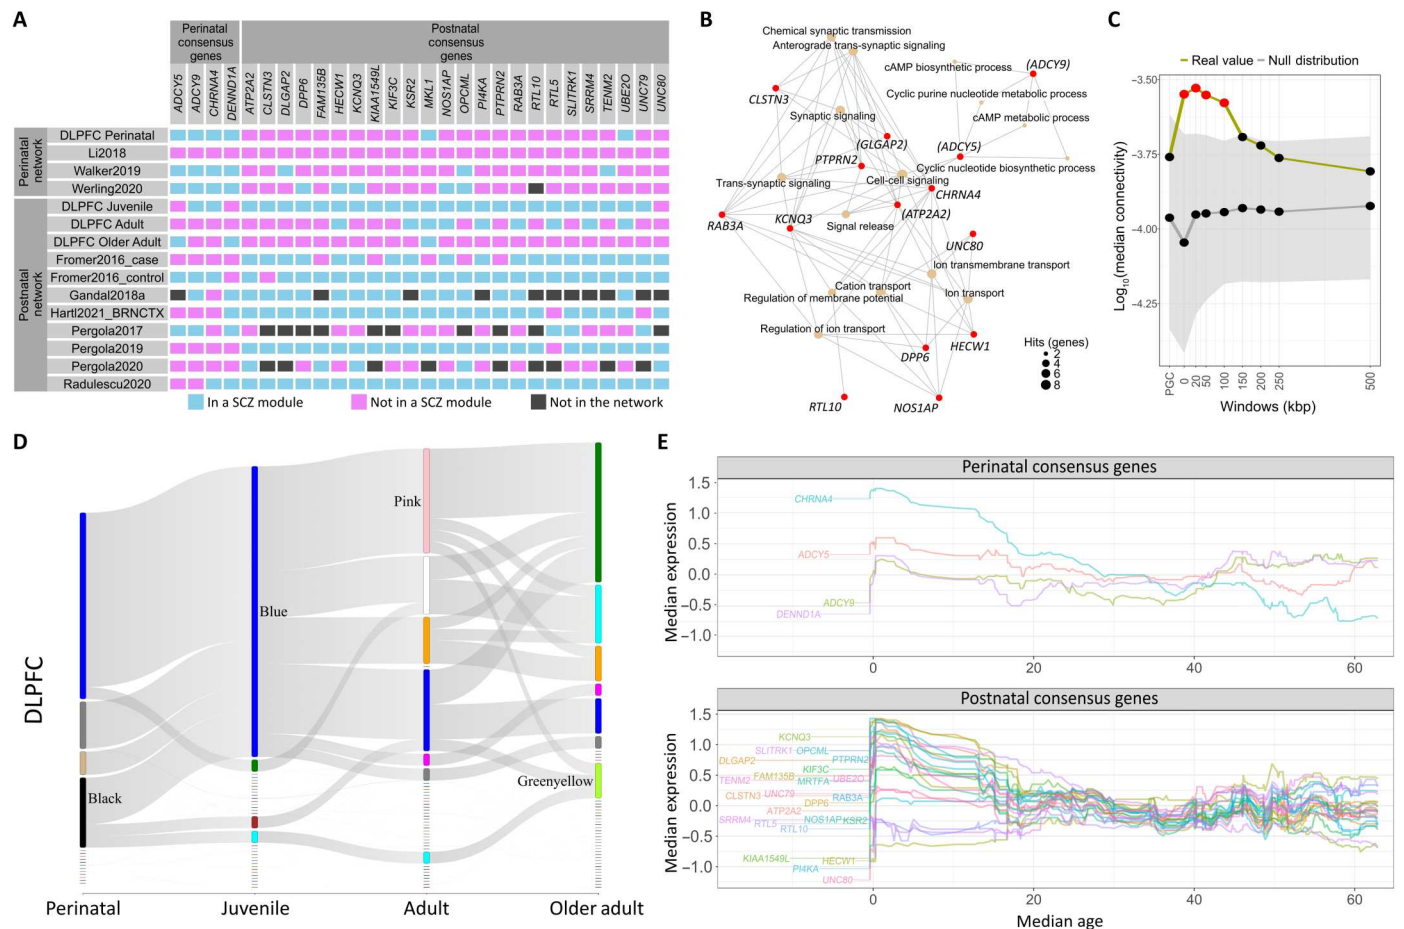 A
Perinatal
consensus
genes
Postnatal
consensus
genes
ADCY5
ADCY9
CHRNA4
DENND1A
ATP2A2
CLSTN3
DLGAP2
DPP6
FAM135B
HECW1
KCNQ3
KIAA1549L
KIF3C
KSR2
MKL1
NOS1AP
OPCML
PI4KA
PTPRN2
RAB3A
RTL10
RTL5
SLITRK1
SRRM4
TENM2
UBE2O
UNC79
UNC80
Perinatal
network
DLPFC Perinatal
Li2018
Walker2019
Werling2020
Postnatal
network
DLPFC Juvenile
DLPFC Adult
DLPFC Older Adult
Fromer2016_case
Fromer2016_control
Gandal2018a
Hartl2021_BRNCTX
Pergola2017
Pergola2019
Pergola2020
Radulescu2020
In a SCZ module
Not in a SCZ module
Not in the network
B
Chemical synaptic transmission
Anterograde trans-synaptic signaling
cAMP biosynthetic process
(ADCY9)
CLSTN3
Cyclic purine nucleotide metabolic process
Synaptic signaling
cAMP metabolic process
(GLGAP2)
(ADCY5)
PTPRN2
Cyclic nucleotide biosynthetic process
Trans-synaptic signaling
Cell-cell signaling
CHRNA4
RAB3A
KCNQ3
(ATP2A2)
Signal release
UNC80
Ion transmembrane transport
Cation transport
Regulation of membrane potential
Ion transport
Regulation of ion transport
DPP6
HECW1
Hits (genes)
2
4
6
8
RTL10
NOS1AP
C
Real value
Null distribution
Log10(median connectivity)
−3.50
−3.75
−4.00
−4.25
PGC
0
20
50
100
150
200
250
500
Windows (kbp)
D
DLPFC
Pink
Blue
Black
Greenyellow
Perinatal
Juvenile
Adult
Older adult
E
Perinatal consensus genes
Median expression
1.5
1.0
0.5
0.0
−0.5
−1.0
CHRNA4
ADCY5
ADCY9
DENND1A
0
20
40
60
Postnatal consensus genes
Median expression
1.5
1.0
0.5
0.0
−0.5
−1.0
KCNQ3
SLITRK1 OPCML
DLGAP2
PTPRN2
KIF3C
TENM2 FAM135B
UBE2O
MRTFA
CLSTN3 UNC79
RAB3A
DPP6
ATP2A2
SRRM4
NOS1AP KSR2
RTL5
RTL10
KIAA1549L
HECW1
PI4KA
UNC80
0
20
40
60
Median age